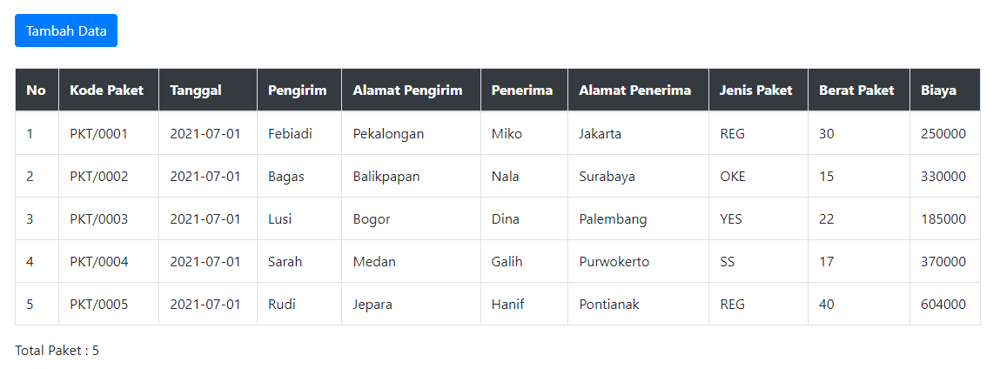 Tambah Data
No Kode Paket Tanggal Pengirim Alamat Pengirim Penerima Alamat Penerima Jenis Paket Berat Paket Biaya
1 PKT/0001 2021-07-01 Febiadi Pekalongan Miko Jakarta REG 30 250000
2 PKT/0002 2021-07-01 Bagas Balikpapan Nala Surabaya OKE 15 330000
3 PKT/0003 2021-07-01 Lusi Bogor Dina Palembang YES 22 185000
4 PKT/0004 2021-07-01 Sarah Medan Galih Purwokerto SS 17 370000
5 PKT/0005 2021-07-01 Rudi Jepara Hanif Pontianak REG 40 604000
Total Paket : 5